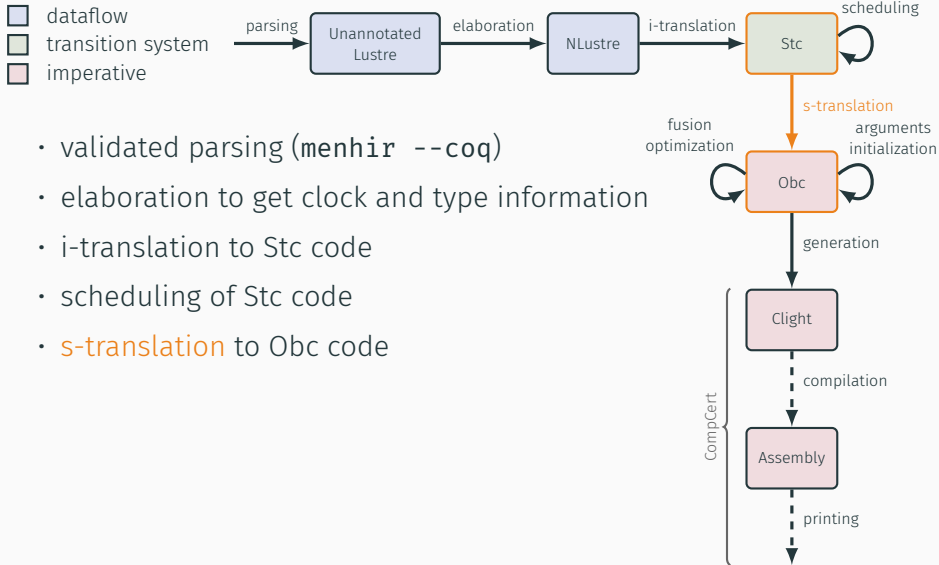 dataflow
transition system
imperative
parsing
Unannotated
Lustre
elaboration
NLustre
i-translation
Stc
scheduling
s-translation
fusion
optimization
arguments
initialization
Obc
• validated parsing (menhir --coq)
• elaboration to get clock and type information
• i-translation to Stc code
• scheduling of Stc code
• s-translation to Obc code
generation
Clight
compilation
CompCert
Assembly
printing